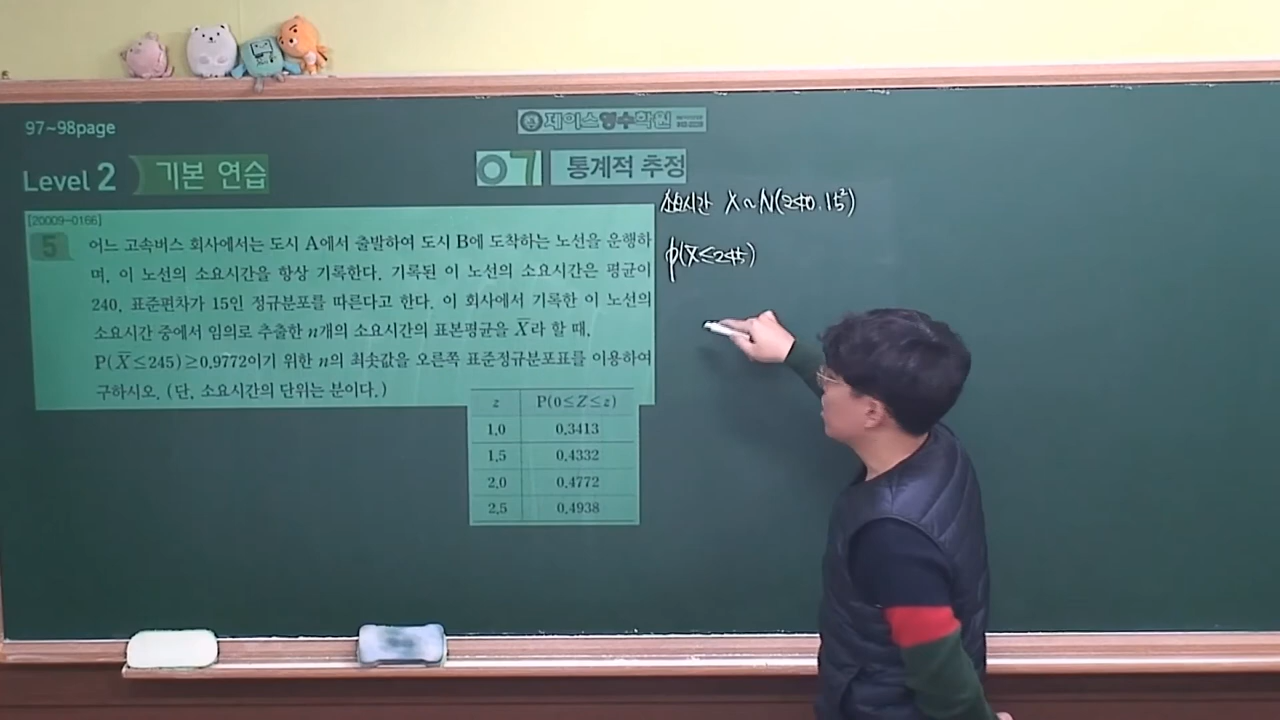 97~98page
제이스영수학원
Level 2 기본 연습
07 통계적 추정
[20009-0166]
5 어느 고속버스 회사에서는 도시 A에서 출발하여 도시 B에 도착하는 노선을 운행하
며, 이 노선의 소요시간을 항상 기록한다. 기록된 이 노선의 소요시간은 평균이
240, 표준편차가 15인 정규분포를 따른다고 한다. 이 회사에서 기록한 이 노선의
소요시간 중에서 임의로 추출한 n개의 소요시간의 표본평균을 X̅라 할 때,
P(X̅≤245)≥0.9772이기 위한 n의 최솟값을 오른쪽 표준정규분포표를 이용하여
구하시오. (단, 소요시간의 단위는 분이다.)
z P(0≤Z≤z)
1.0 0.3413
1.5 0.4332
2.0 0.4772
2.5 0.4938
소요시간 X ~ N(240, 15²)
P(X̅≤245)